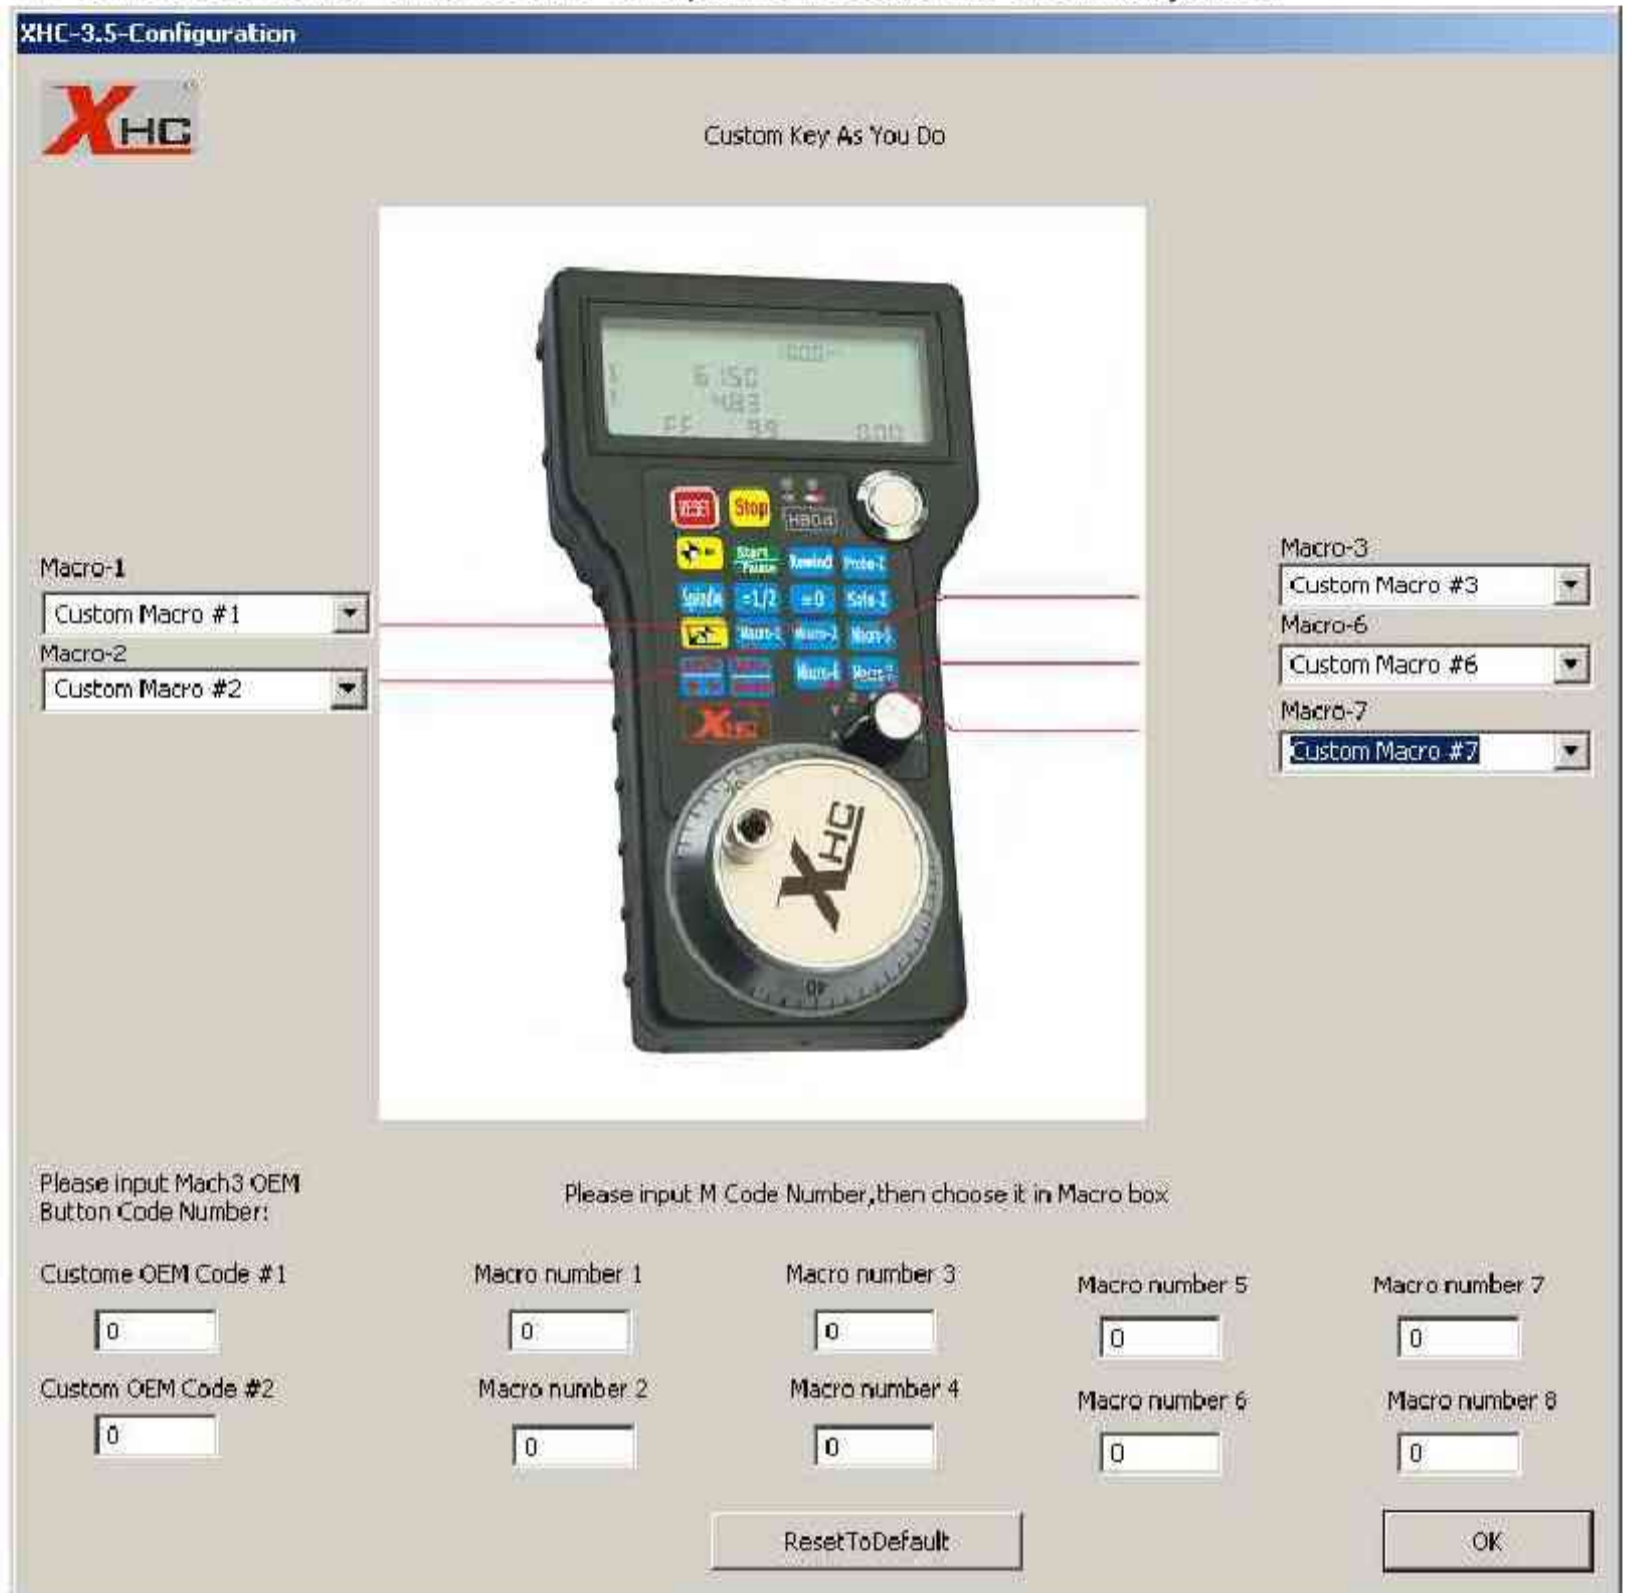 XHC-3.5-Configuration
XHC
Custom Key As You Do
RESET
Stop
HB04
Start
Pause
Rewind
Probe-Z
Spindle
=1/2
=0
Safe-Z
Macro-1
Macro-2
Macro-3
Macro-6
Macro-7
XHC
XHC
40
Macro-1
Custom Macro #1
Macro-2
Custom Macro #2
Macro-3
Custom Macro #3
Macro-6
Custom Macro #6
Macro-7
Custom Macro #7
Please input Mach3 OEM
Button Code Number:
Please input M Code Number,then choose it in Macro box
Custome OEM Code #1
0
Custom OEM Code #2
0
Macro number 1
0
Macro number 2
0
Macro number 3
0
Macro number 4
0
Macro number 5
0
Macro number 6
0
Macro number 7
0
Macro number 8
0
ResetToDefault
OK